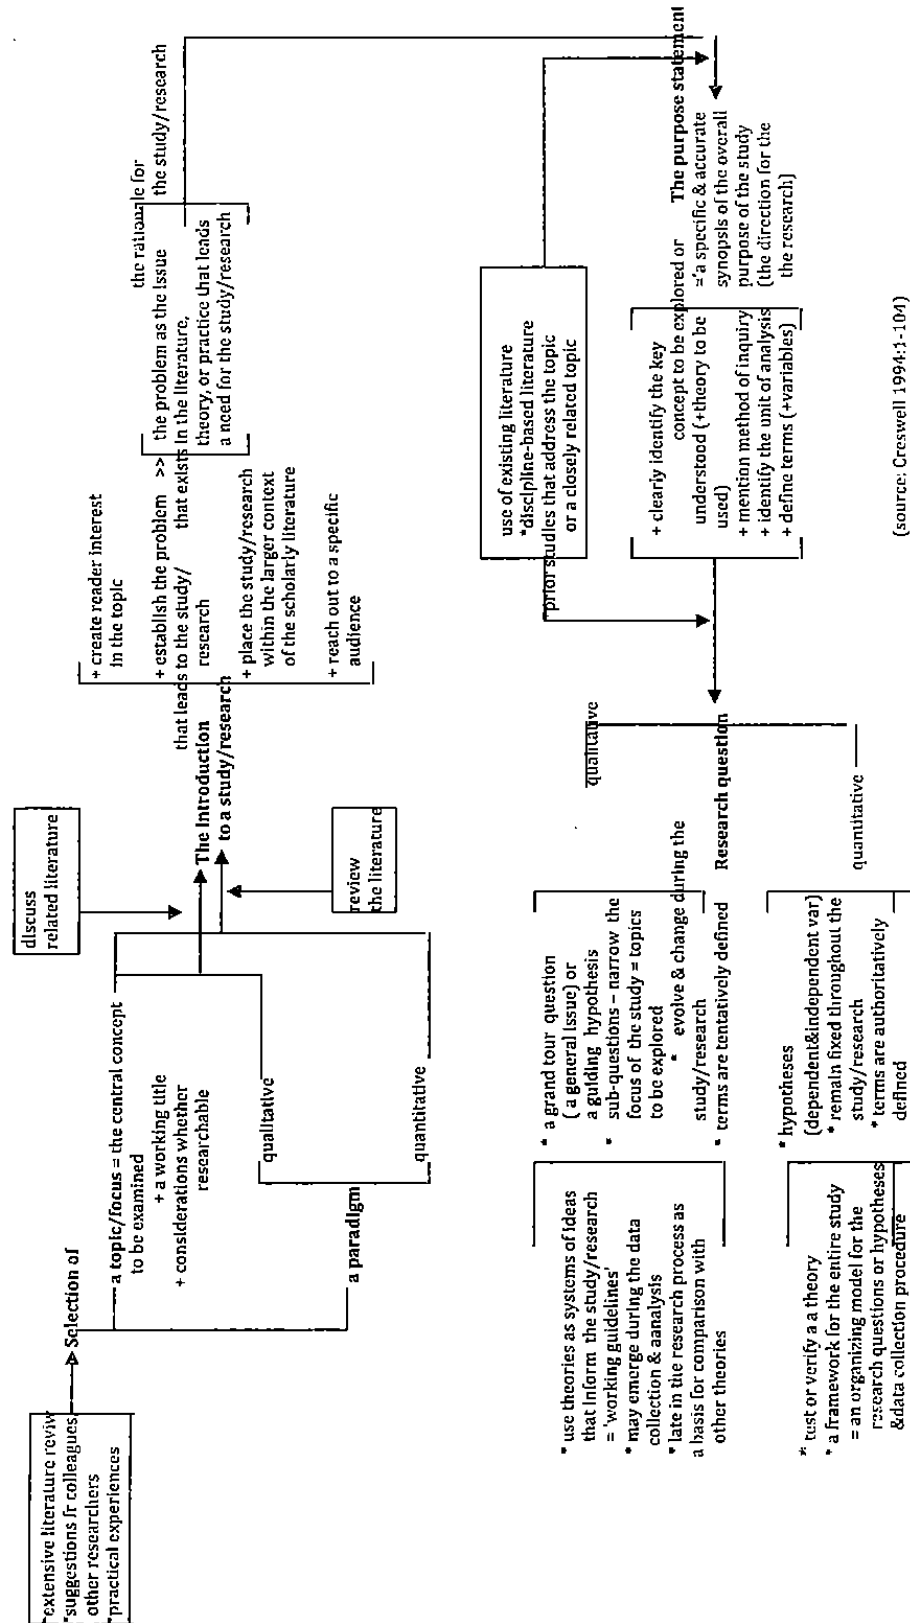 *extensive literature reviw
*suggestions fr colleagues,
other researchers
*practical experiences
Selection of
a topic/focus = the central concept
to be examined
+ a working title
+ considerations whether
researchable
a paradigm
qualitative
quantitative
discuss
related literature
review
the literature
The Introduction
to a study/research
+ create reader interest
in the topic
+ establish the problem >>
that leads to the study/
research
+ place the study/research
within the larger context
of the scholarly literature
+ reach out to a specific
audience
the problem as the issue
that exists in the literature,
theory, or practice that leads
a need for the study/research
the rationale for
the study/research
use of existing literature
*discipline-based literature
*prior studies that address the topic
or a closely related topic
The purpose statement
='a specific & accurate
synopsis of the overall
purpose of the study
(the direction for the
the research)
+ clearly identify the key
concept to be explored or
understood (+theory to be
used)
+ mention method of inquiry
+ identify the unit of analysis
+ define terms (+variables)
Research question
qualitative
quantitative
* a grand tour question
( a general issue) or
a guiding hypothesis
* sub-questions – narrow the
focus of the study = topics
to be explored
* evolve & change during the
study/research
* terms are tentatively defined
* hypotheses
(dependent&independent var)
* remain fixed throughout the
study/research
* terms are authoritatively
defined
* use theories as systems of ideas
that inform the study/research
= 'working guidelines'
* may emerge during the data
collection & aanalysis
* late in the research process as
a basis for comparison with
other theories
* test or verify a a theory
* a framework for the entire study
= an organizing model for the
research questions or hypotheses
&data collection procedure
(source: Creswell 1994:1-104)